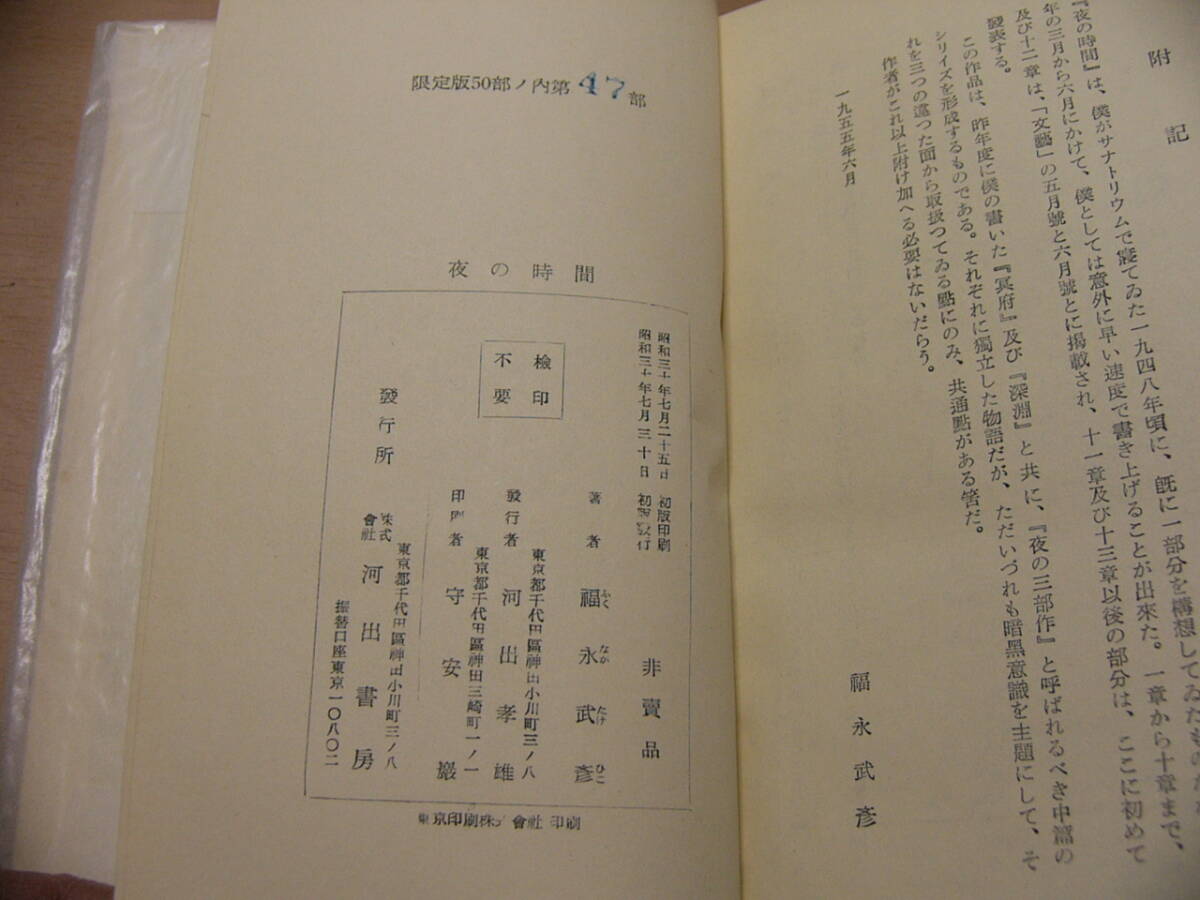 附記
『夜の時間』は、僕がサナトリウムで寢てゐた一九四八年頃に、旣に一部分を構想してゐたものだが、
年の三月から六月にかけて、僕としては意外に早い速度で書き上げることが出來た。一章から十章まで、
及び十二章は、「文藝」の五月號と六月號とに掲載され、十一章及び十三章以後の部分は、ここに初めて
發表する。
この作品は、昨年度に僕の書いた『冥府』及び『深淵』と共に、『夜の三部作』と呼ばれるべき中篇の
シリイズを形成するものである。それぞれに獨立した物語だが、ただいづれも暗黑意識を主題にして、そ
れを三つの違つた面から取扱つてゐる點にのみ、共通點がある筈だ。
作者がこれ以上附け加へる必要はないだらう。
一九五五年六月
福永武彥
限定版50部ノ內第47部
夜の時間
昭和三十年七月二十五日 初版印刷
昭和三十年七月三十日 初版發行
非賣品
檢印
不要
著者 福永武彥
ふくながたけひこ
東京都千代田區神田小川町三ノ八
發行者 河出孝雄
東京都千代田區神田三崎町一ノ一
印刷者 守安巖
東京都千代田區神田小川町三ノ八
發行所 株式會社 河出書房
振替口座東京一〇八〇二
東京印刷株 會社 印刷